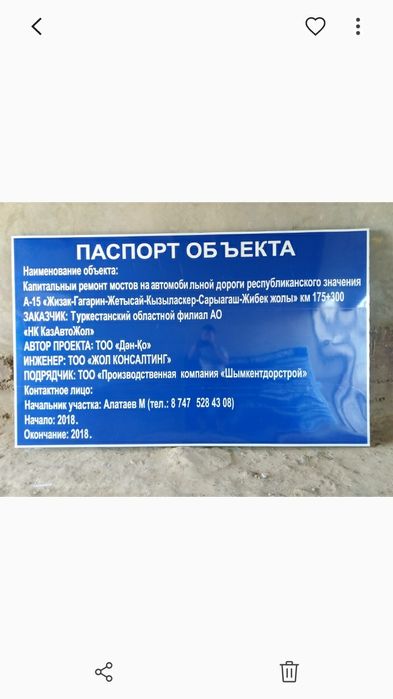 ПАСПОРТ ОБЪЕКТА
Наименование объекта:
Капитальныи ремонт мостов на автомобильной дороги республиканского значения
А-15 «Жизак-Гагарин-Жетысай-Кызыласкер-Сарыагаш-Жибек жолы» км 175+300
ЗАКАЗЧИК: Туркестанский областной филиал АО
«НК КазАвтоЖол»
АВТОР ПРОЕКТА: ТОО «Дан-Қо»
ИНЖЕНЕР: ТОО «ЖОЛ КОНСАЛТИНГ»
ПОДРЯДЧИК: ТОО «Производственная компания «Шымкентдорстрой»
Контактное лицо:
Начальник участка: Алатаев М (тел.: 8 747 528 43 08)
Начало: 2018.
Окончание: 2018.